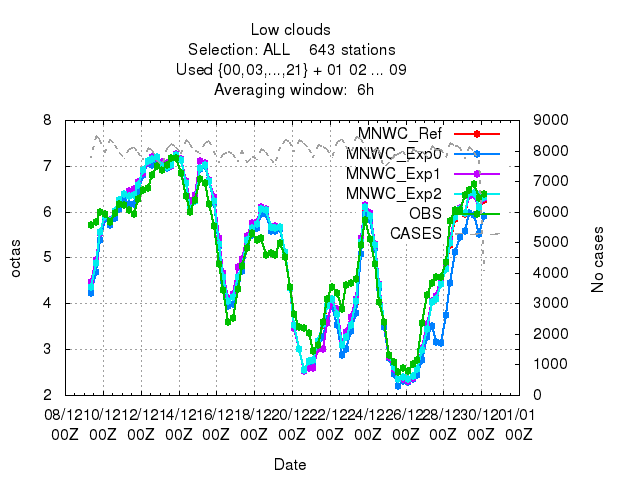 Low clouds
Selection: ALL    643 stations
Used {00,03,...,21} + 01 02 ... 09
Averaging window:  6h
8
7
6
5
4
3
2
octas
9000
8000
7000
6000
5000
4000
3000
2000
1000
0
No cases
MNWC_Ref
MNWC_Exp0
MNWC_Exp1
MNWC_Exp2
OBS
CASES
08/12 10/12 12/12 14/12 16/12 18/12 20/12 22/12 24/12 26/12 28/12 30/12 01/01
00Z 00Z 00Z 00Z 00Z 00Z 00Z 00Z 00Z 00Z 00Z 00Z 00Z
Date